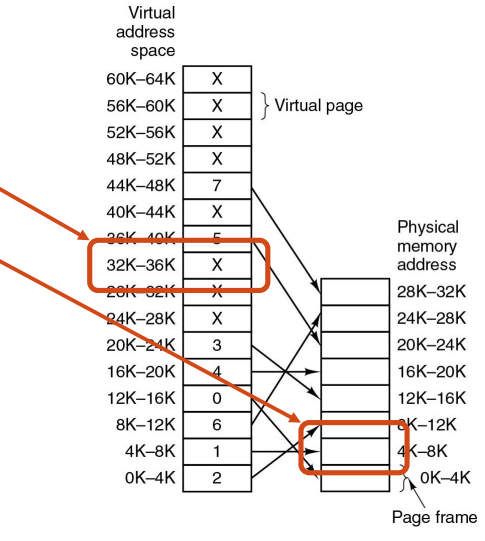 Virtual
address
space
60K–64K X
56K–60K X
Virtual page
52K–56K X
48K–52K X
44K–48K 7
40K–44K X
36K–40K 5
32K–36K X
28K–32K X
24K–28K X
20K–24K 3
16K–20K 4
12K–16K 0
8K–12K 6
4K–8K 1
0K–4K 2
Physical
memory
address
28K–32K
24K–28K
20K–24K
16K–20K
12K–16K
8K–12K
4K–8K
0K–4K
Page frame